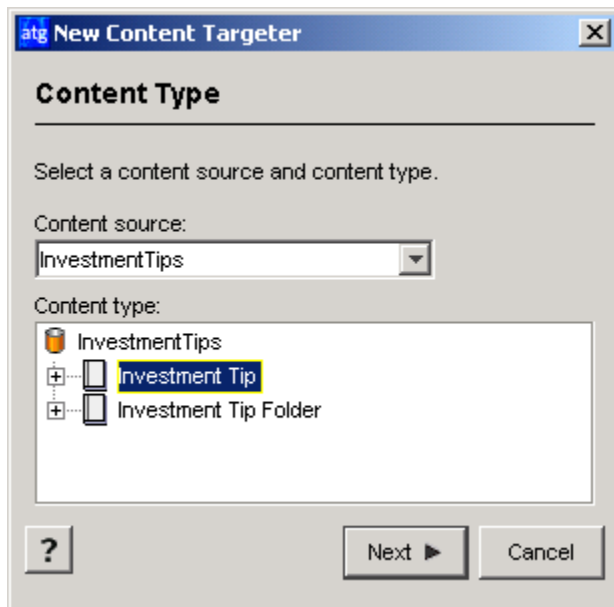 atg New Content Targeter
Content Type
Select a content source and content type.
Content source:
InvestmentTips
Content type:
InvestmentTips
Investment Tip
Investment Tip Folder
? Next Cancel